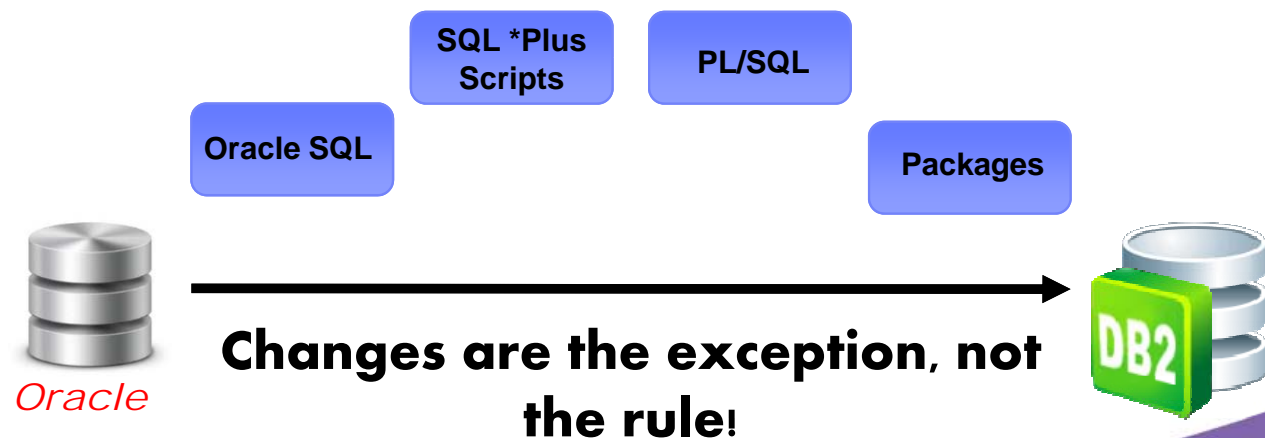 SQL *Plus
Scripts
PL/SQL
Oracle SQL
Packages
Oracle
DB2
Changes are the exception, not
the rule!